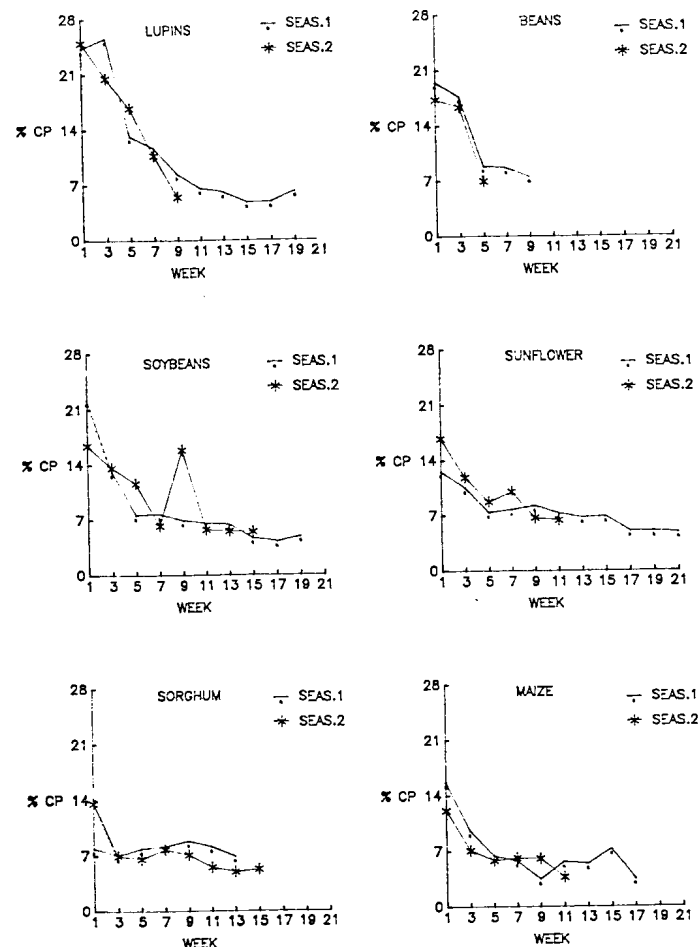 28
LUPINS
SEAS.1
SEAS.2
21
% CP 14
7
0
1 3 5 7 9 11 13 15 17 19 21
WEEK
28
BEANS
SEAS.1
SEAS.2
21
% CP 14
7
0
1 3 5 7 9 11 13 15 17 19 21
WEEK
28
SOYBEANS
SEAS.1
SEAS.2
21
% CP 14
7
0
1 3 5 7 9 11 13 15 17 19 21
WEEK
28
SUNFLOWER
SEAS.1
SEAS.2
21
% CP 14
7
0
1 3 5 7 9 11 13 15 17 19 21
WEEK
28
SORGHUM
SEAS.1
SEAS.2
21
% CP 14
7
0
1 3 5 7 9 11 13 15 17 19 21
WEEK
28
MAIZE
SEAS.1
SEAS.2
21
% CP 14
7
0
1 3 5 7 9 11 13 15 17 19 21
WEEK